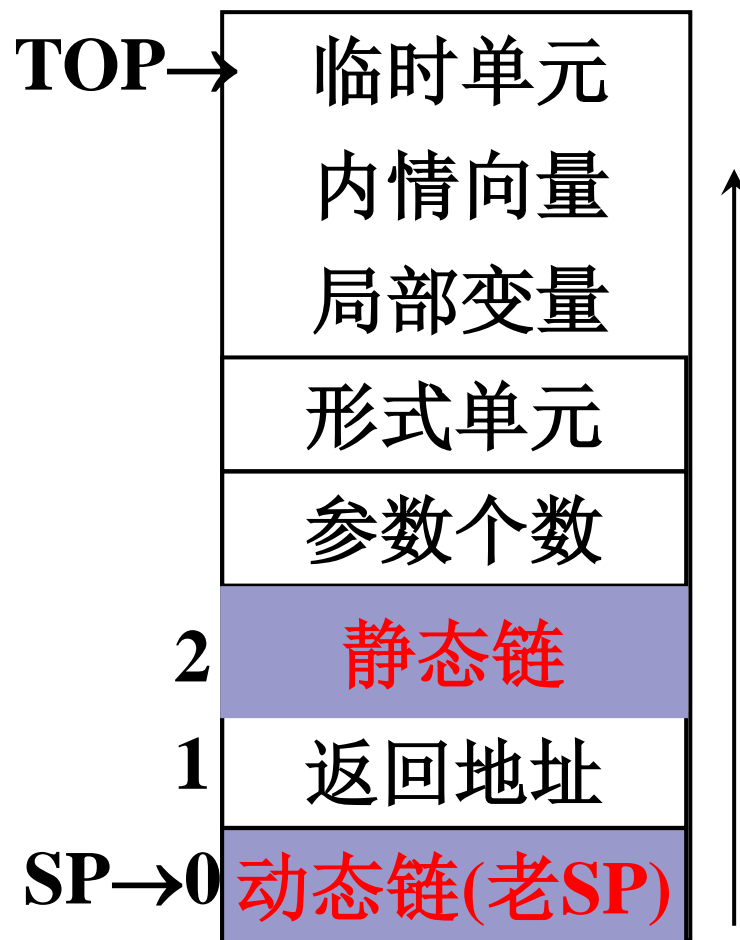 TOP→ 临时单元
内情向量
局部变量
形式单元
参数个数
2 静态链
1 返回地址
SP→0 动态链(老SP)